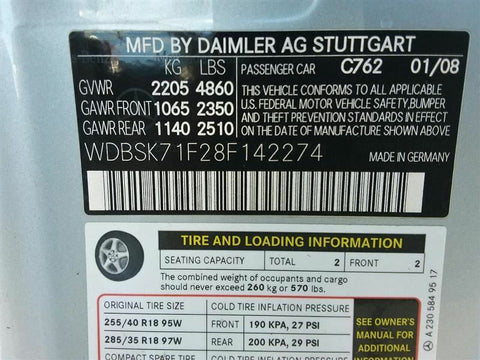 MFD BY DAIMLER AG STUTTGART
KG LBS PASSENGER CAR C762 01/08
GVWR 2205 4860 THIS VEHICLE CONFORMS TO ALL APPLICABLE
GAWR FRONT 1065 2350 U.S. FEDERAL MOTOR VEHICLE SAFETY, BUMPER
GAWR REAR 1140 2510 AND THEFT PREVENTION STANDARDS IN EFFECT
ON THE DATE OF MANUFACTURE SHOWN ABOVE.
WDBSK71F28F142274 MADE IN GERMANY
TIRE AND LOADING INFORMATION
SEATING CAPACITY TOTAL 2 FRONT 2
The combined weight of occupants and cargo
should never exceed 260 kg or 570 lbs.
ORIGINAL TIRE SIZE COLD TIRE INFLATION PRESSURE
255/40 R18 95W FRONT 190 KPA, 27 PSI
285/35 R18 97W REAR 200 KPA, 29 PSI
COMPACT SPARE TIRE COLD TIRE INFLATION PRESSURE
SEE OWNER'S
MANUAL FOR
ADDITIONAL
INFORMATION
A 230 584 95 17